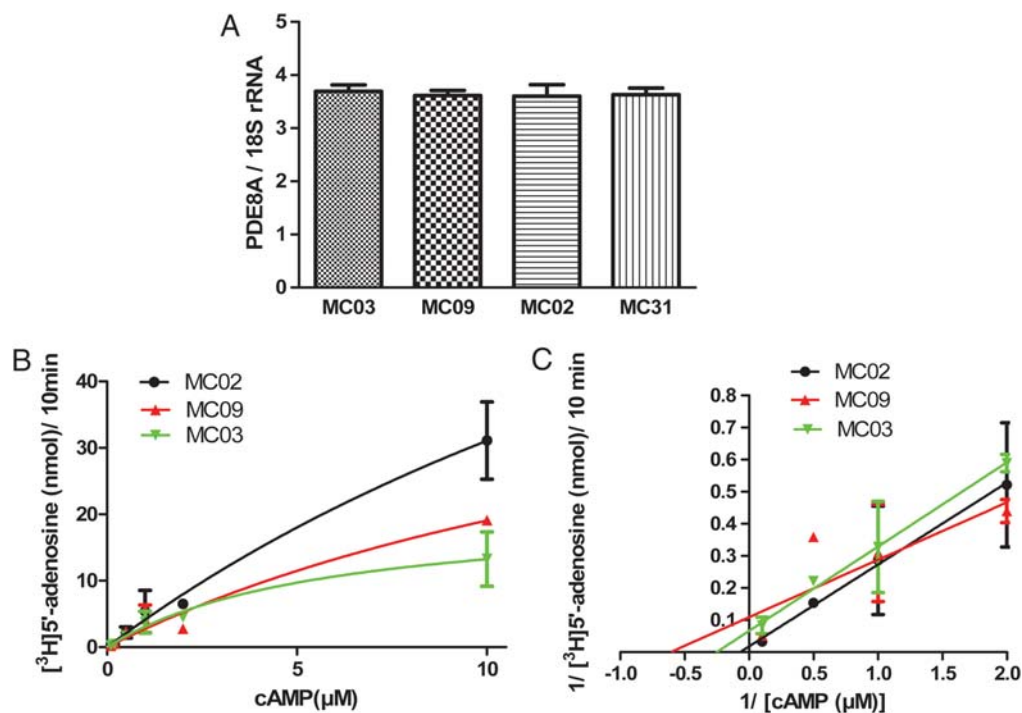 A
PDE8A / 18S rRNA
5
4
3
2
1
0
MC03 MC09 MC02 MC31
B
[³H]5'-adenosine (nmol)/ 10min
40
30
20
10
0
MC02
MC09
MC03
0 5 10
cAMP(µM)
C
1/ [³H]5'-adenosine (nmol)/ 10 min
MC02
MC09
MC03
0.8
0.7
0.6
0.5
0.4
0.3
0.2
0.1
-1.0 -0.5 0.0 0.5 1.0 1.5 2.0
1/ [cAMP (µM)]